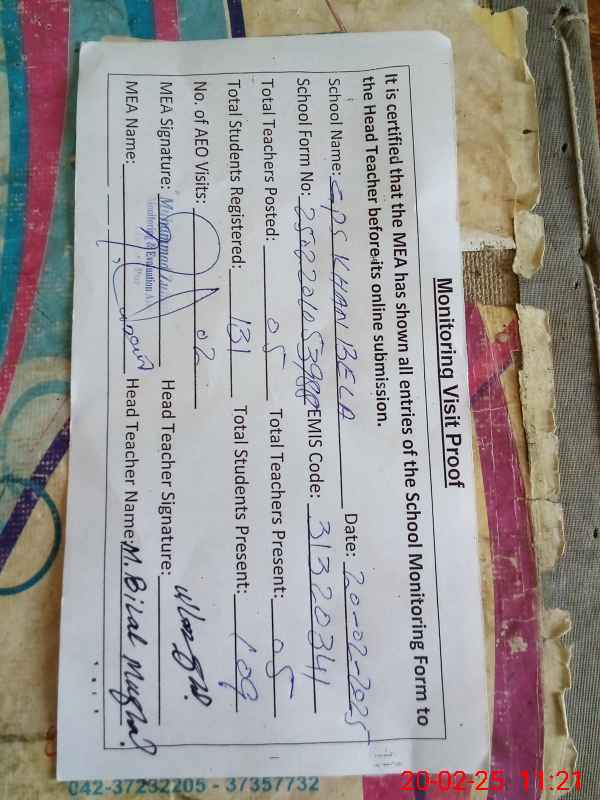 Monitoring Visit Proof
It is certified that the MEA has shown all entries of the School Monitoring Form to
the Head Teacher before its online submission.
School Name: GPS KHAN BELA Date: 20-02-2025
School Form No: EMIS Code: 31320341
Total Teachers Posted: 05 Total Teachers Present: 05
Total Students Registered: 131 Total Students Present: 109
No. of AEO Visits: 02
MEA Signature: Head Teacher Signature:
Monitoring & Evaluation
MEA Name: Head Teacher Name: M. Bilal Mughal.
042-37232205 - 37357732
20-02-25 11:21